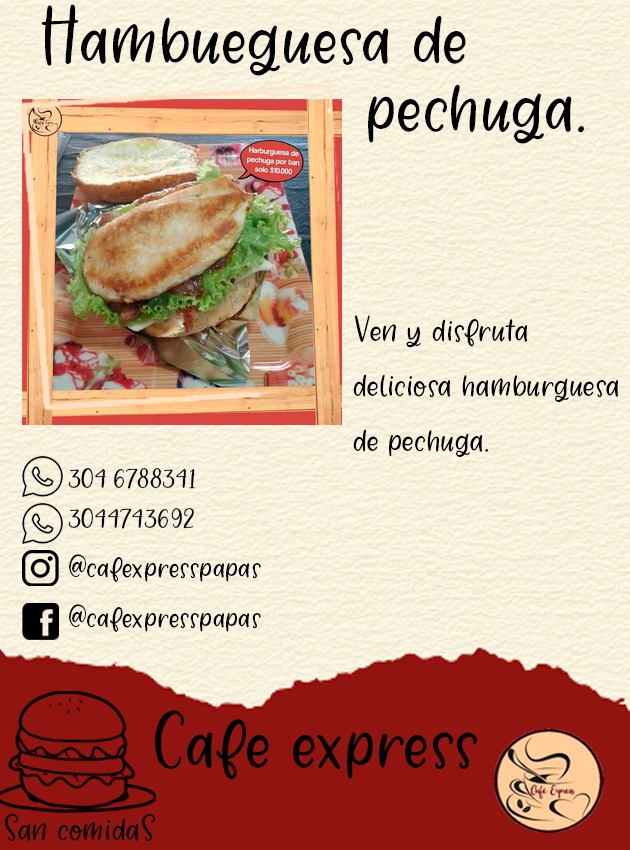 Hambueguesa de
pechuga.
Harburguesa de
pechuga por tan
solo $10.000
Ven y disfruta
deliciosa hamburguesa
de pechuga.
304 6788341
3044743692
@cafexpresspapas
@cafexpresspapas
Cafe express
Café Express
San comidaS